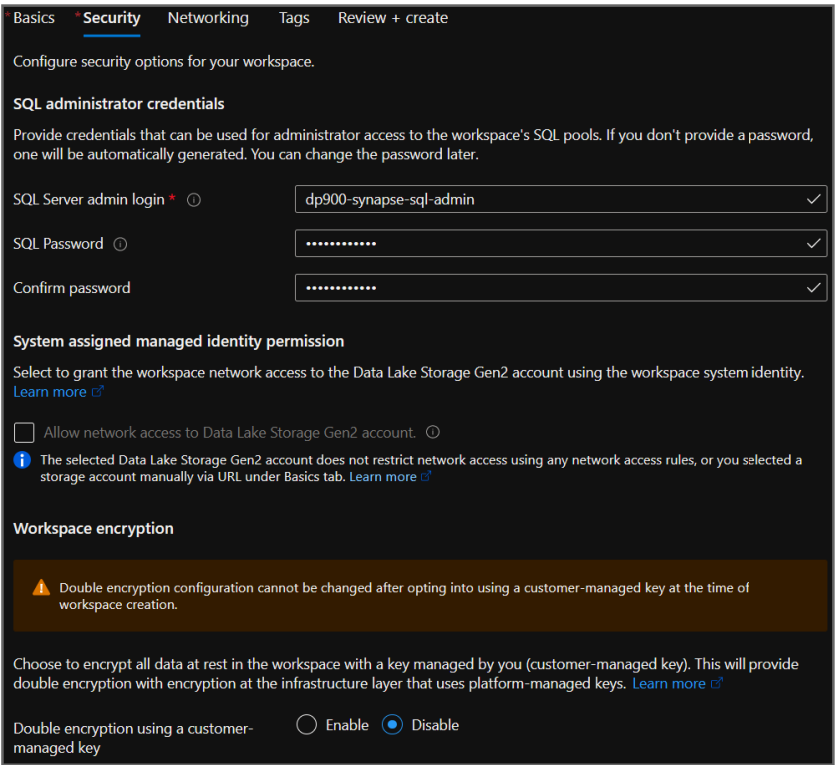 * Basics * Security Networking Tags Review + create
Configure security options for your workspace.
SQL administrator credentials
Provide credentials that can be used for administrator access to the workspace's SQL pools. If you don't provide a password,
one will be automatically generated. You can change the password later.
SQL Server admin login * dp900-synapse-sql-admin
SQL Password ••••••••••••
Confirm password ••••••••••••
System assigned managed identity permission
Select to grant the workspace network access to the Data Lake Storage Gen2 account using the workspace system identity.
Learn more
Allow network access to Data Lake Storage Gen2 account.
The selected Data Lake Storage Gen2 account does not restrict network access using any network access rules, or you selected a
storage account manually via URL under Basics tab. Learn more
Workspace encryption
Double encryption configuration cannot be changed after opting into using a customer-managed key at the time of
workspace creation.
Choose to encrypt all data at rest in the workspace with a key managed by you (customer-managed key). This will provide
double encryption with encryption at the infrastructure layer that uses platform-managed keys. Learn more
Double encryption using a customer- Enable Disable
managed key